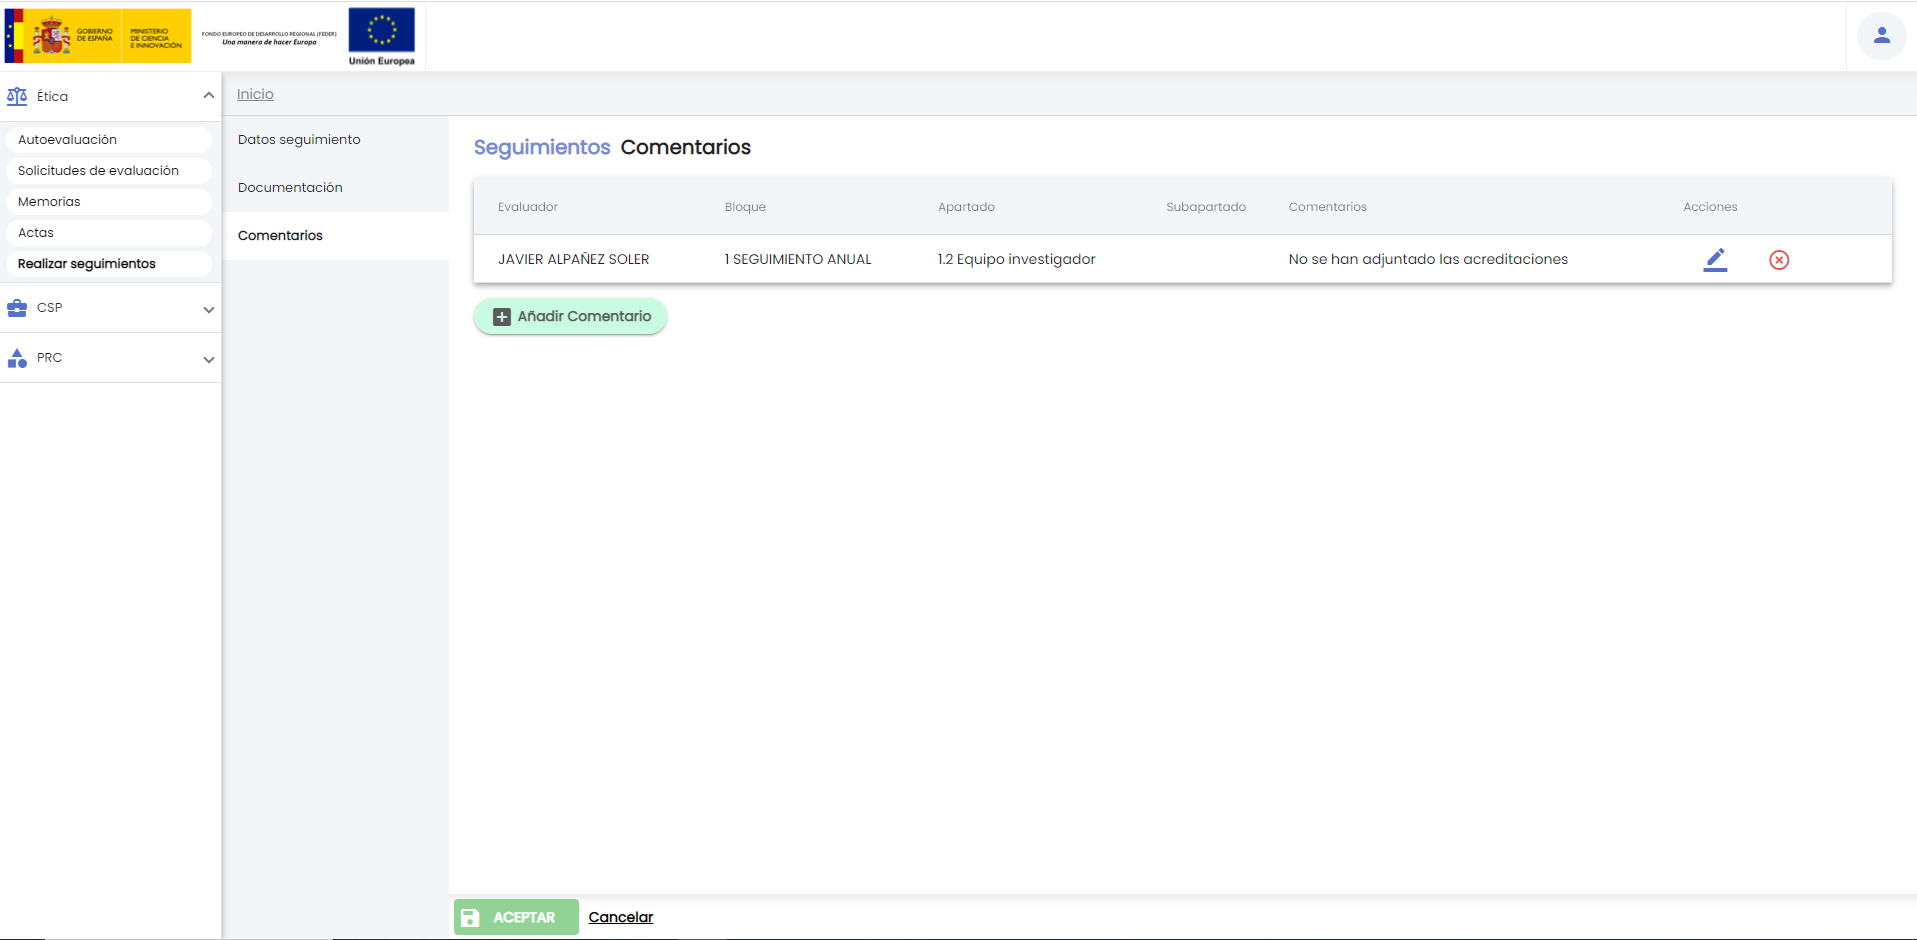 GOBIERNO
DE ESPAÑA
MINISTERIO
DE CIENCIA
E INNOVACIÓN
FONDO EUROPEO DE DESARROLLO REGIONAL (FEDER)
Una manera de hacer Europa
Unión Europea
Ética
Autoevaluación
Solicitudes de evaluación
Memorias
Actas
Realizar seguimientos
CSP
PRC
Inicio
Datos seguimiento
Documentación
Comentarios
Seguimientos Comentarios
Evaluador Bloque Apartado Subapartado Comentarios Acciones
JAVIER ALPAÑEZ SOLER 1 SEGUIMIENTO ANUAL 1.2 Equipo investigador No se han adjuntado las acreditaciones
Añadir Comentario
ACEPTAR Cancelar